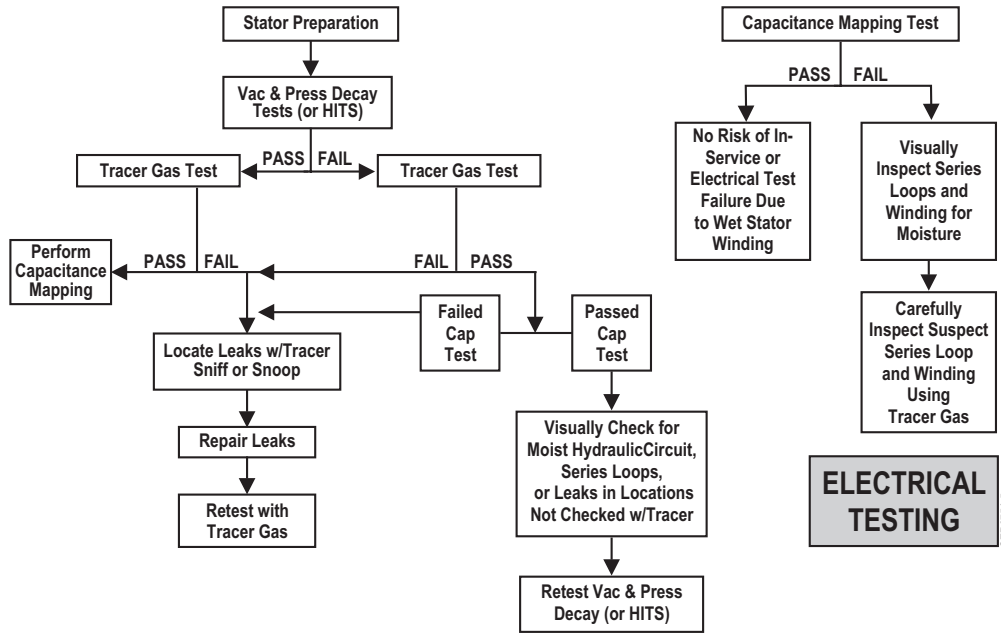 Stator Preparation
Vac & Press Decay
Tests (or HITS)
PASS
FAIL
Tracer Gas Test
Tracer Gas Test
Perform
Capacitance
Mapping
PASS
FAIL
FAIL
PASS
Failed
Cap
Test
Passed
Cap
Test
Locate Leaks w/Tracer
Sniff or Snoop
Repair Leaks
Retest with
Tracer Gas
Visually Check for
Moist HydraulicCircuit,
Series Loops,
or Leaks in Locations
Not Checked w/Tracer
Retest Vac & Press
Decay (or HITS)
Capacitance Mapping Test
PASS
FAIL
No Risk of In-
Service or
Electrical Test
Failure Due
to Wet Stator
Winding
Visually
Inspect Series
Loops and
Winding for
Moisture
Carefully
Inspect Suspect
Series Loop
and Winding
Using
Tracer Gas
ELECTRICAL
TESTING